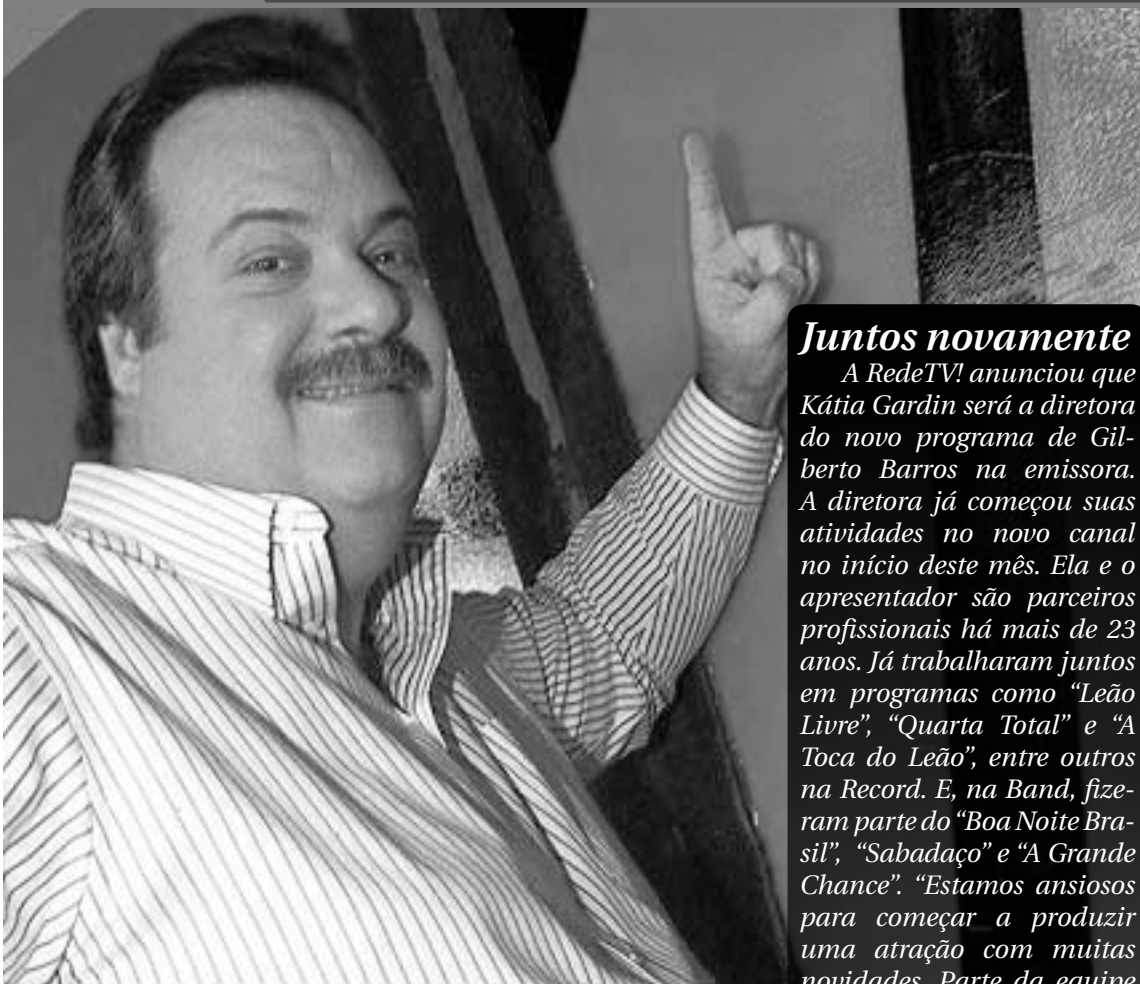 Juntos novamente
A RedeTV! anunciou que
Kátia Gardin será a diretora
do novo programa de Gil-
berto Barros na emissora.
A diretora já começou suas
atividades no novo canal
no início deste mês. Ela e o
apresentador são parceiros
profissionais há mais de 23
anos. Já trabalharam juntos
em programas como “Leão
Livre”, “Quarta Total” e “A
Toca do Leão”, entre outros
na Record. E, na Band, fize-
ram parte do “Boa Noite Bra-
sil”, “Sabadaço” e “A Grande
Chance”. “Estamos ansiosos
para começar a produzir
uma atração com muitas
novidades. Parte da equipe